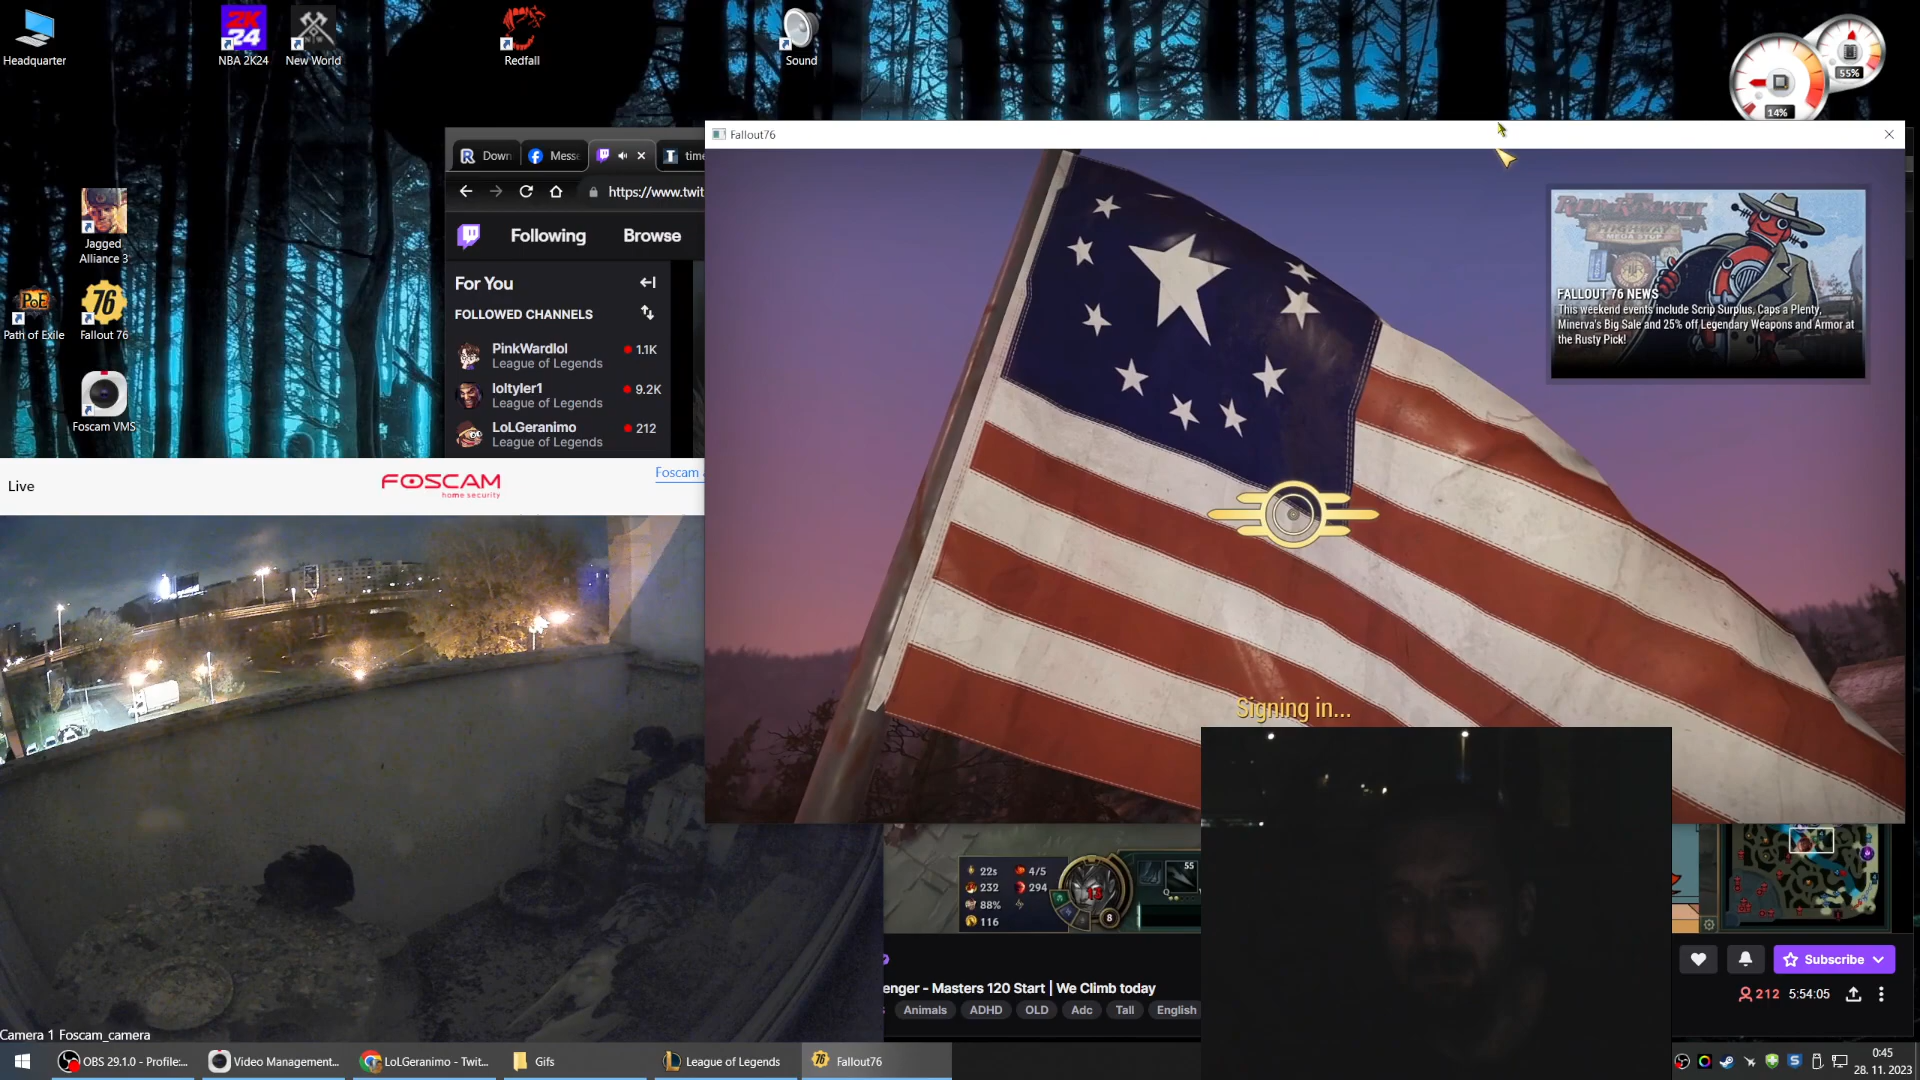 Headquarter
NBA 2K24
New World
Redfall
Sound
55%
14%
Jagged
Alliance 3
Path of Exile
Fallout 76
Foscam VMS
Down
Messe
time
https://www.twit
Following
Browse
For You
FOLLOWED CHANNELS
PinkWardlol
1.1K
League of Legends
loltyler1
9.2K
League of Legends
LoLGeranimo
212
League of Legends
Fallout76
FALLOUT 76 NEWS
This weekend events include Scrip Surplus, Caps a Plenty,
Minerva's Big Sale and 25% off Legendary Weapons and Armor at
the Rusty Pick!
Signing in...
Live
FOSCAM
home security
Foscam
Camera 1 Foscam_camera
22s
4/5
232
294
88%
116
13
8
55
Q
enger - Masters 120 Start | We Climb today
Animals
ADHD
OLD
Adc
Tall
English
Subscribe
212
5:54:05
OBS 29.1.0 - Profile:...
Video Management...
LoLGeranimo - Twit...
Gifs
League of Legends
Fallout76
0:45
28. 11. 2023